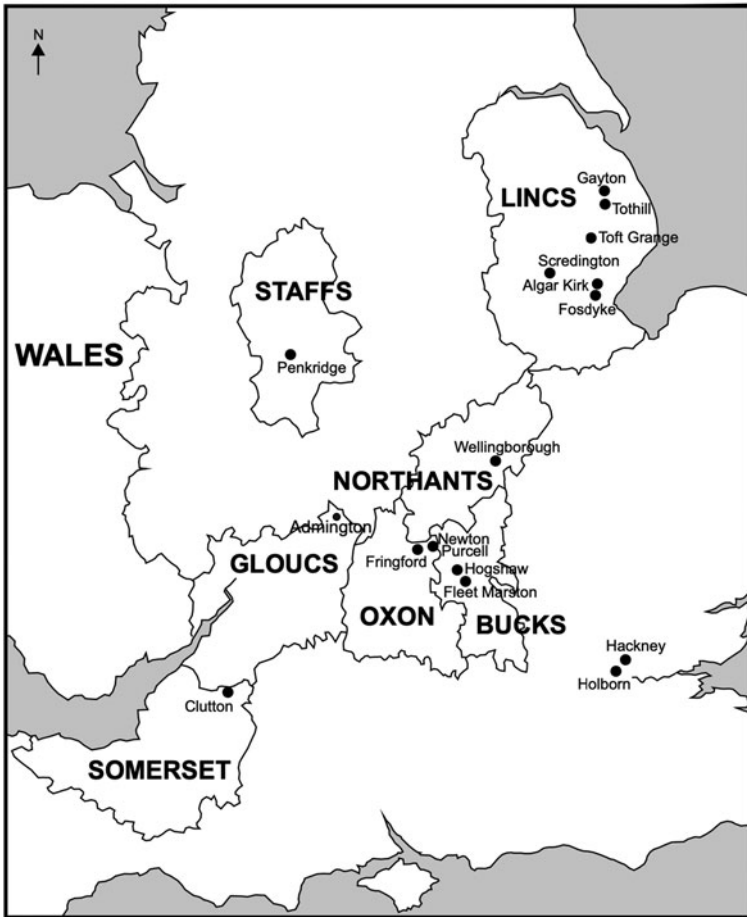 N
Gayton
LINCS
Tothill
Toft Grange
Scredington
STAFFS
Algar Kirk
Fosdyke
WALES
Penkridge
Wellingborough
NORTHANTS
Admington
Newton
Purcell
Fringford
GLOUCS
Hogshaw
Fleet Marston
OXON
BUCKS
Hackney
Holborn
Clutton
SOMERSET